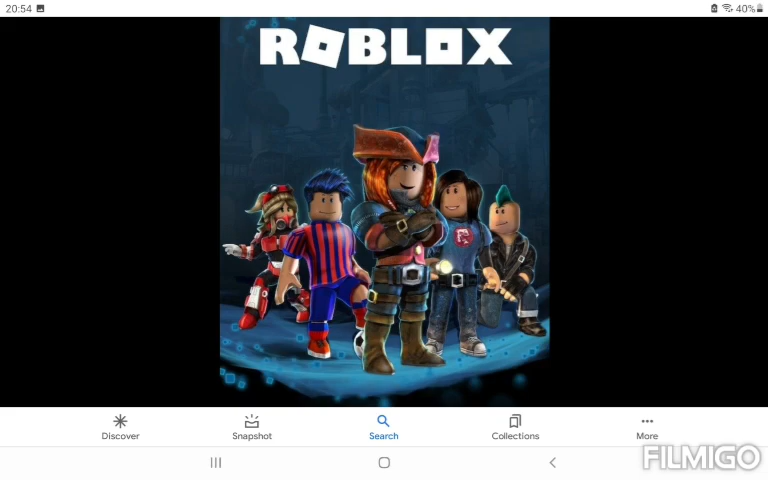 20:54
40%
ROBLOX
Discover
Snapshot
Search
Collections
More
FILMIGO